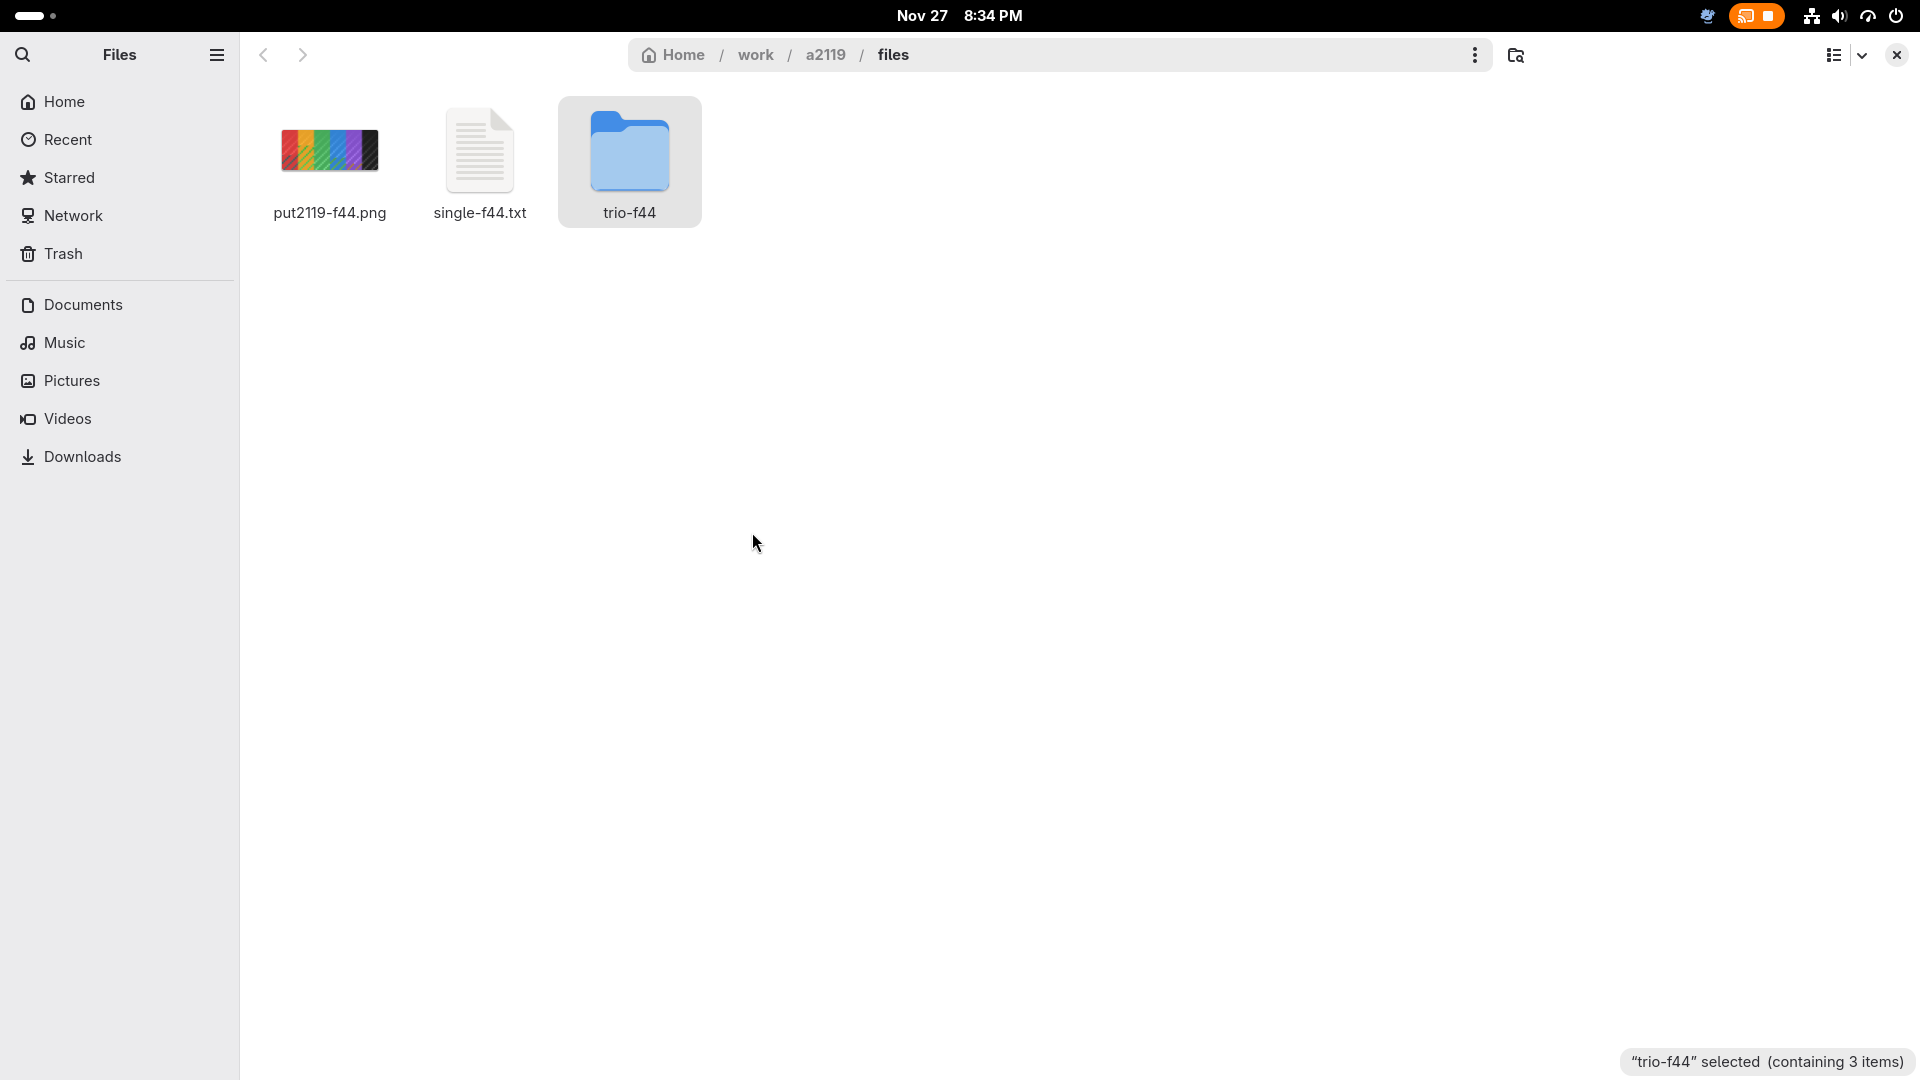 Nov 27 8:34 PM
Files
Home / work / a2119 / files
Home
Recent
Starred
Network
Trash
Documents
Music
Pictures
Videos
Downloads
put2119-f44.png
single-f44.txt
trio-f44
“trio-f44” selected (containing 3 items)